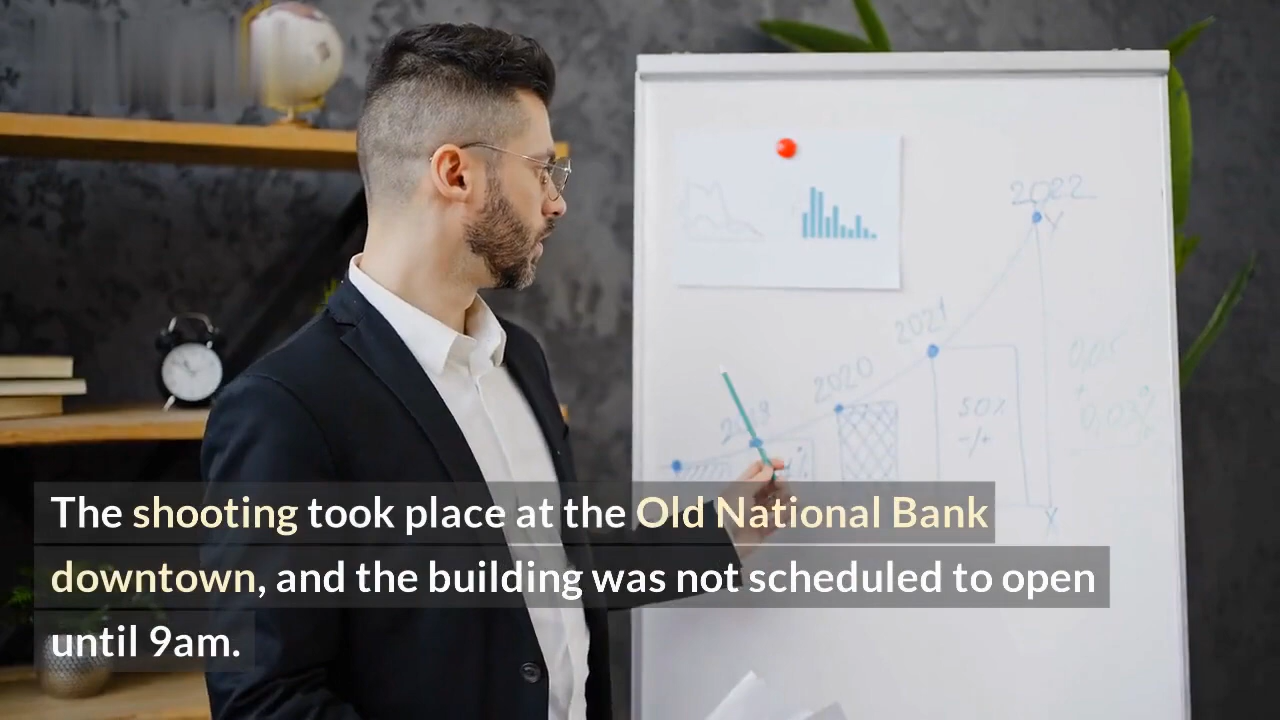 2022
Y
2021
2020
50%
-/+
X
The shooting took place at the Old National Bank
downtown, and the building was not scheduled to open
until 9am.